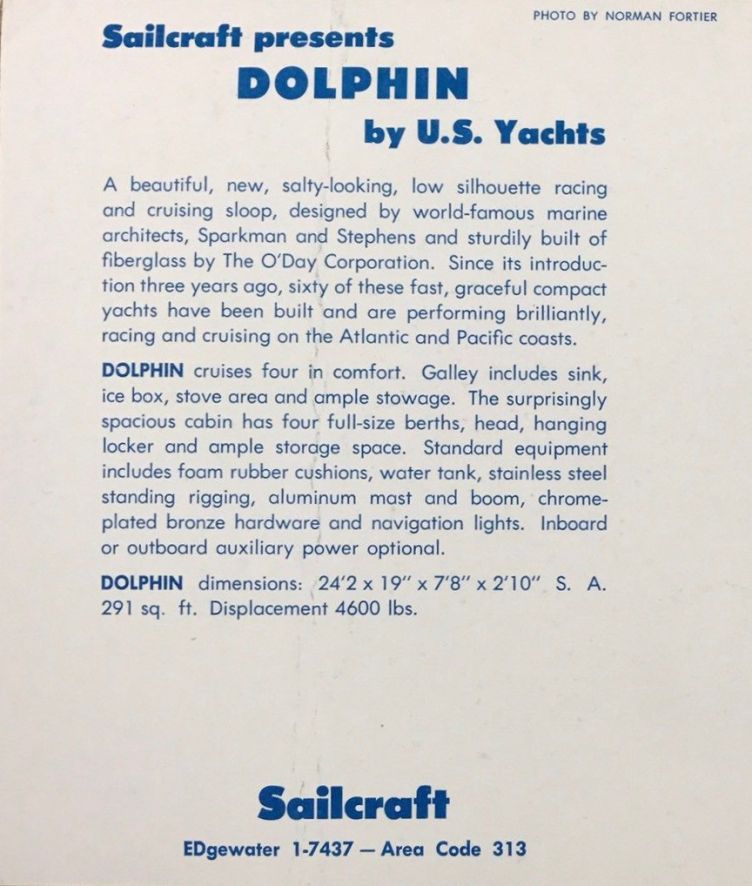 PHOTO BY NORMAN FORTIER
Sailcraft presents
DOLPHIN
by U.S. Yachts
A beautiful, new, salty-looking, low silhouette racing
and cruising sloop, designed by world-famous marine
architects, Sparkman and Stephens and sturdily built of
fiberglass by The O'Day Corporation. Since its introduc-
tion three years ago, sixty of these fast, graceful compact
yachts have been built and are performing brilliantly,
racing and cruising on the Atlantic and Pacific coasts.
DOLPHIN cruises four in comfort. Galley includes sink,
ice box, stove area and ample stowage. The surprisingly
spacious cabin has four full-size berths, head, hanging
locker and ample storage space. Standard equipment
includes foam rubber cushions, water tank, stainless steel
standing rigging, aluminum mast and boom, chrome-
plated bronze hardware and navigation lights. Inboard
or outboard auxiliary power optional.
DOLPHIN dimensions: 24'2 x 19" x 7'8" x 2'10" S. A.
291 sq. ft. Displacement 4600 lbs.
Sailcraft
EDgewater 1-7437 — Area Code 313